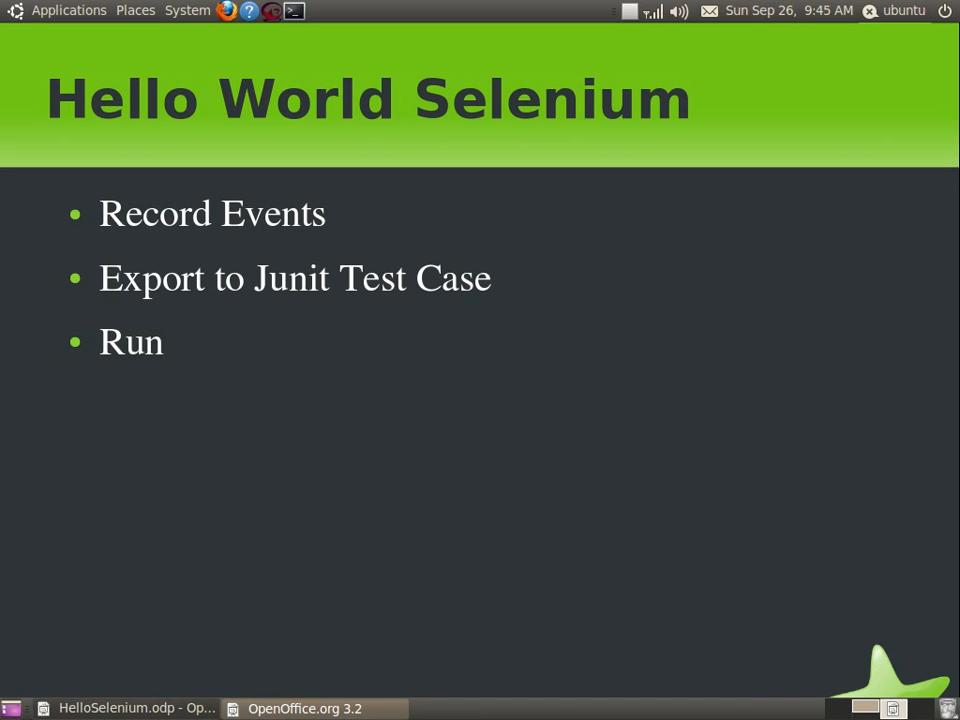 Applications Places System Sun Sep 26, 9:45 AM ubuntu
Hello World Selenium
• Record Events
• Export to Junit Test Case
• Run
HelloSelenium.odp - Op... OpenOffice.org 3.2